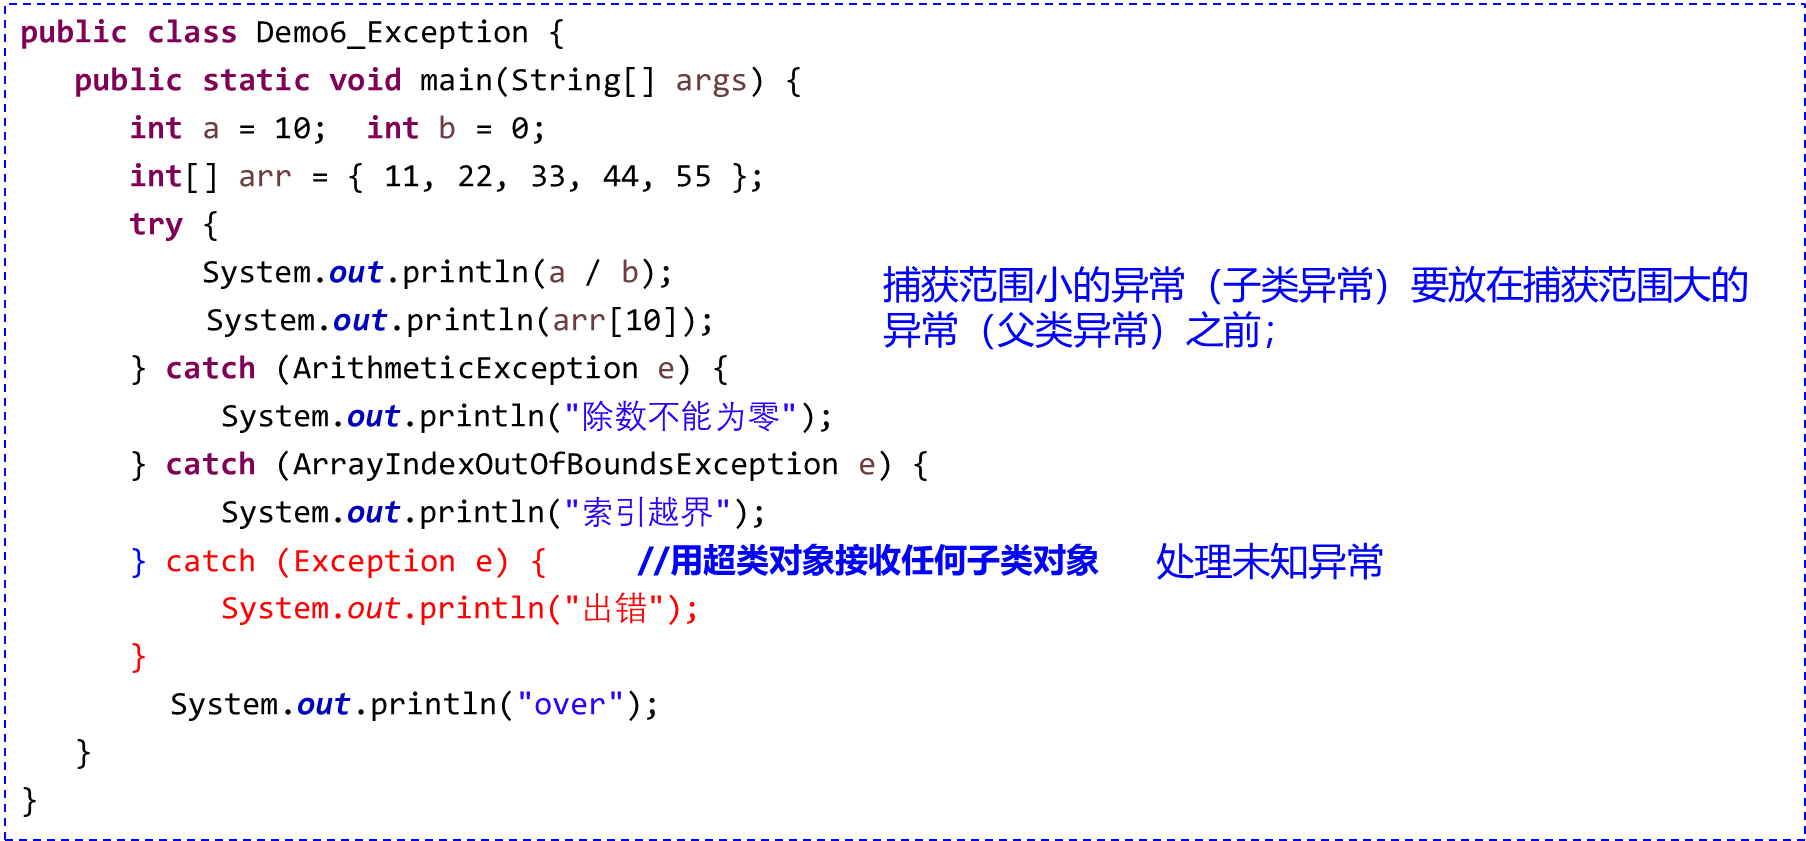 public class Demo6_Exception {
public static void main(String[] args) {
int a = 10;  int b = 0;
int[] arr = { 11, 22, 33, 44, 55 };
try {
System.out.println(a / b);
捕获范围小的异常（子类异常）要放在捕获范围大的
System.out.println(arr[10]);
异常（父类异常）之前；
} catch (ArithmeticException e) {
System.out.println("除数不能为零");
} catch (ArrayIndexOutOfBoundsException e) {
System.out.println("索引越界");
} catch (Exception e) {    //用超类对象接收任何子类对象    处理未知异常
System.out.println("出错");
}
System.out.println("over");
}
}